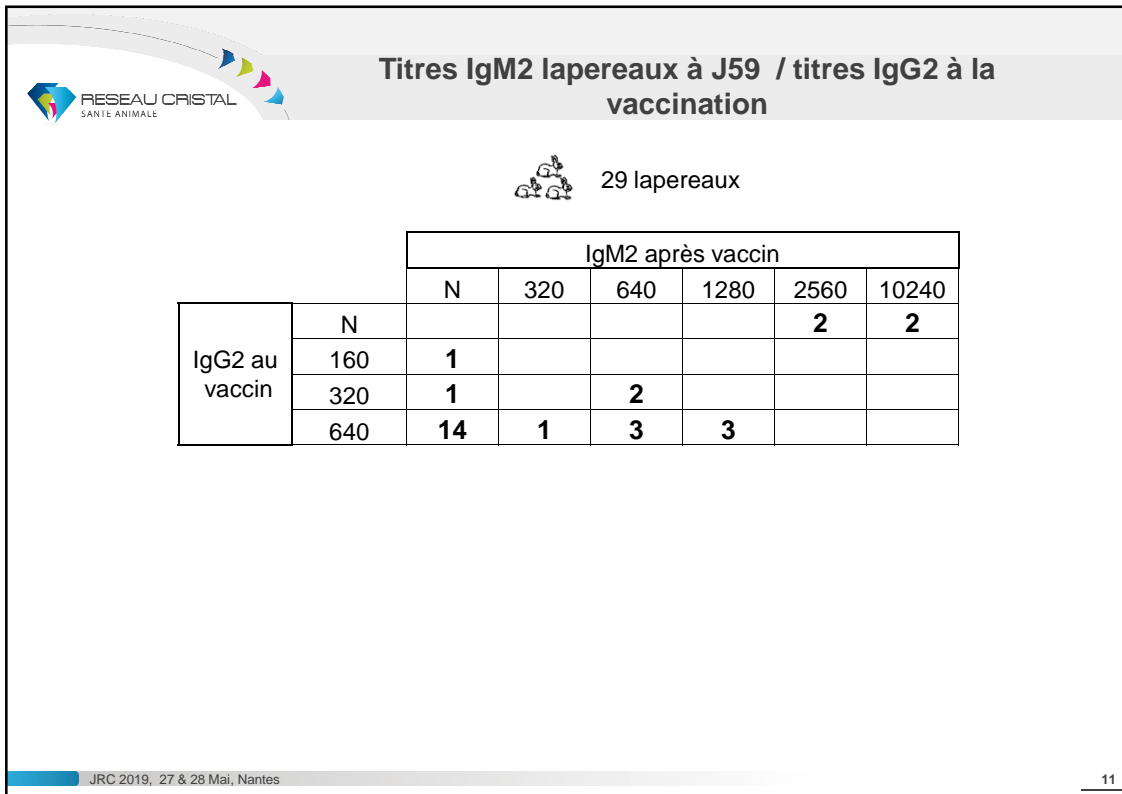 Titres IgM2 lapereaux à J59 / titres IgG2 à la
vaccination
RESEAU CRISTAL
SANTE ANIMALE
29 lapereaux
IgM2 après vaccin
N 320 640 1280 2560 10240
IgG2 au
vaccin
N 2 2
160 1
320 1 2
640 14 1 3 3
JRC 2019, 27 & 28 Mai, Nantes
11